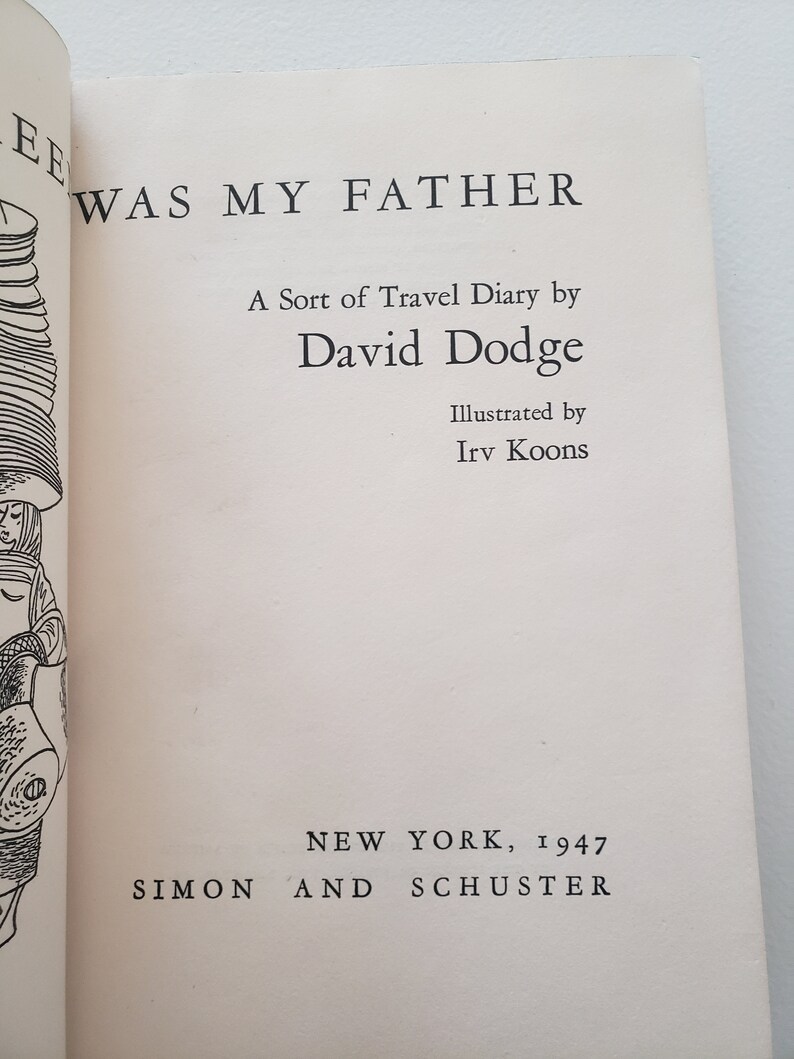 WAS MY FATHER
A Sort of Travel Diary by
David Dodge
Illustrated by
Irv Koons
NEW YORK, 1947
SIMON AND SCHUSTER